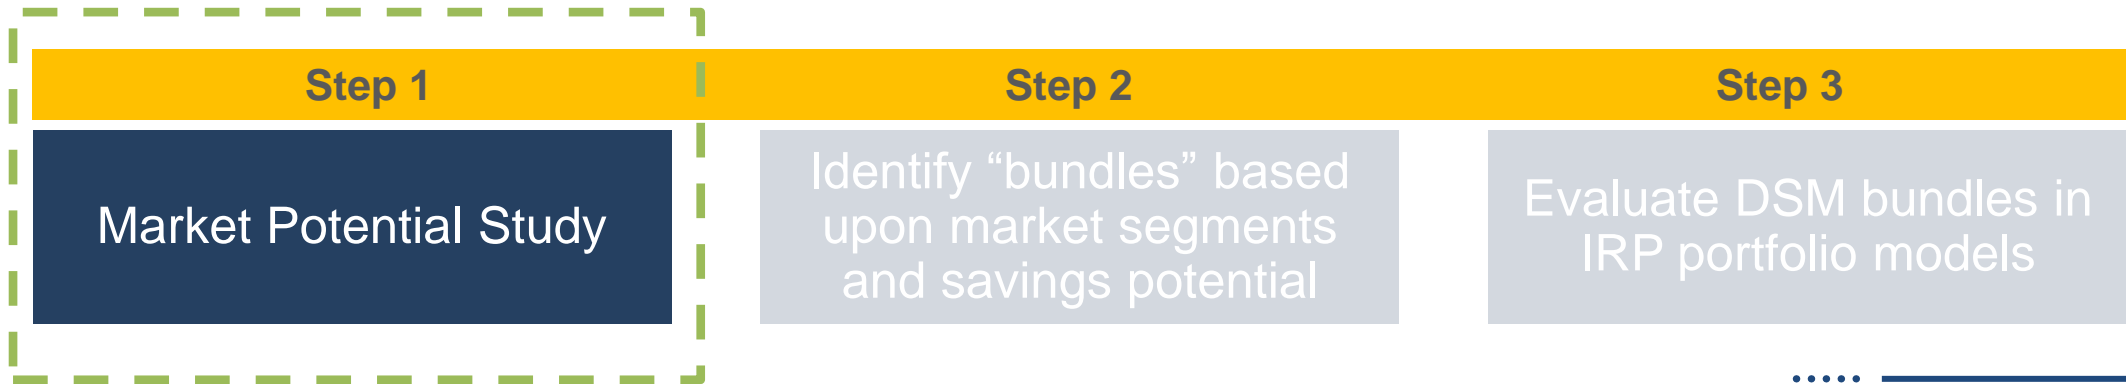 Step 1
Step 2
Step 3
Market Potential Study
Identify “bundles” based
upon market segments
and savings potential
Evaluate DSM bundles in
IRP portfolio models